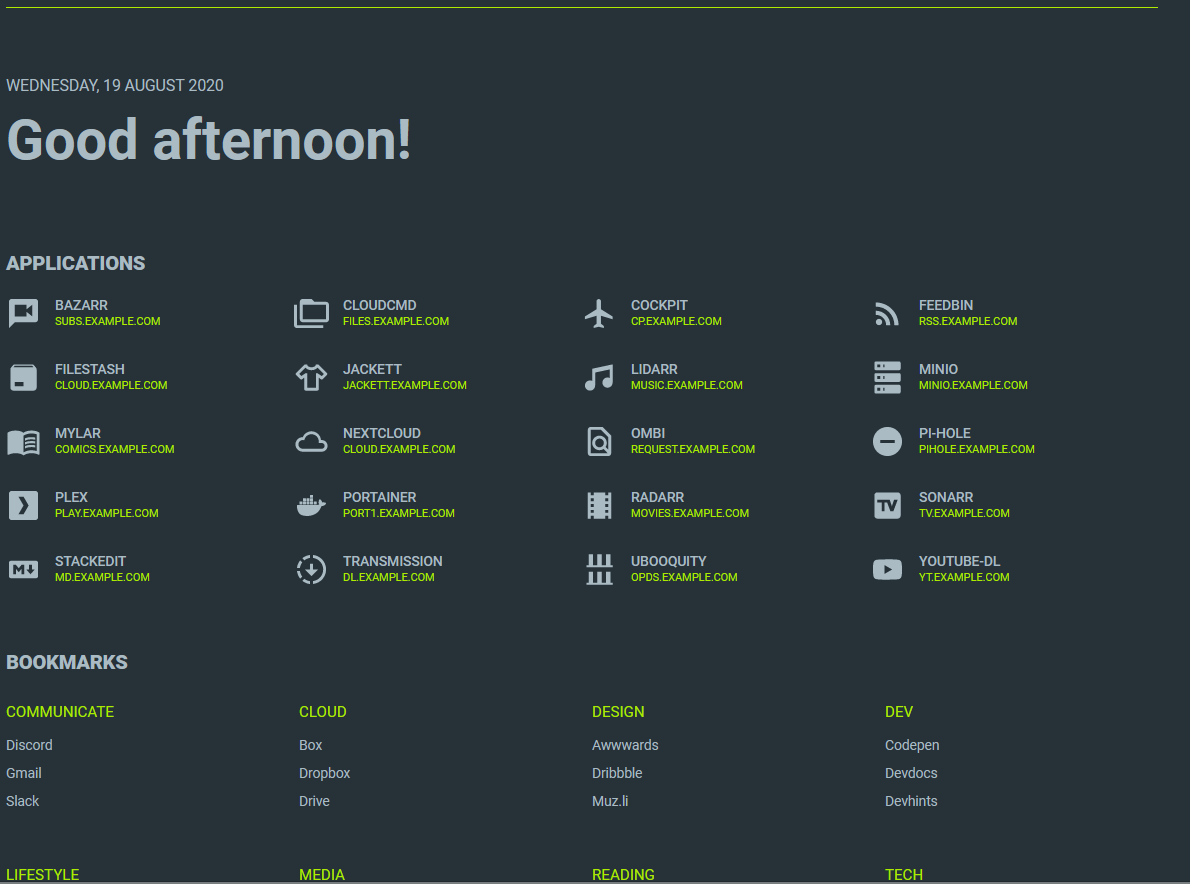 WEDNESDAY, 19 AUGUST 2020
Good afternoon!
APPLICATIONS
BAZARR
SUBS.EXAMPLE.COM
CLOUDCMD
FILES.EXAMPLE.COM
COCKPIT
CP.EXAMPLE.COM
FEEDBIN
RSS.EXAMPLE.COM
FILESTASH
CLOUD.EXAMPLE.COM
JACKETT
JACKETT.EXAMPLE.COM
LIDARR
MUSIC.EXAMPLE.COM
MINIO
MINIO.EXAMPLE.COM
MYLAR
COMICS.EXAMPLE.COM
NEXTCLOUD
CLOUD.EXAMPLE.COM
OMBI
REQUEST.EXAMPLE.COM
PI-HOLE
PIHOLE.EXAMPLE.COM
PLEX
PLAY.EXAMPLE.COM
PORTAINER
PORT1.EXAMPLE.COM
RADARR
MOVIES.EXAMPLE.COM
TV
SONARR
TV.EXAMPLE.COM
M
STACKEDIT
MD.EXAMPLE.COM
TRANSMISSION
DL.EXAMPLE.COM
UBOOQUITY
OPDS.EXAMPLE.COM
YOUTUBE-DL
YT.EXAMPLE.COM
BOOKMARKS
COMMUNICATE
Discord
Gmail
Slack
CLOUD
Box
Dropbox
Drive
DESIGN
Awwwards
Dribbble
Muz.li
DEV
Codepen
Devdocs
Devhints
LIFESTYLE
MEDIA
READING
TECH